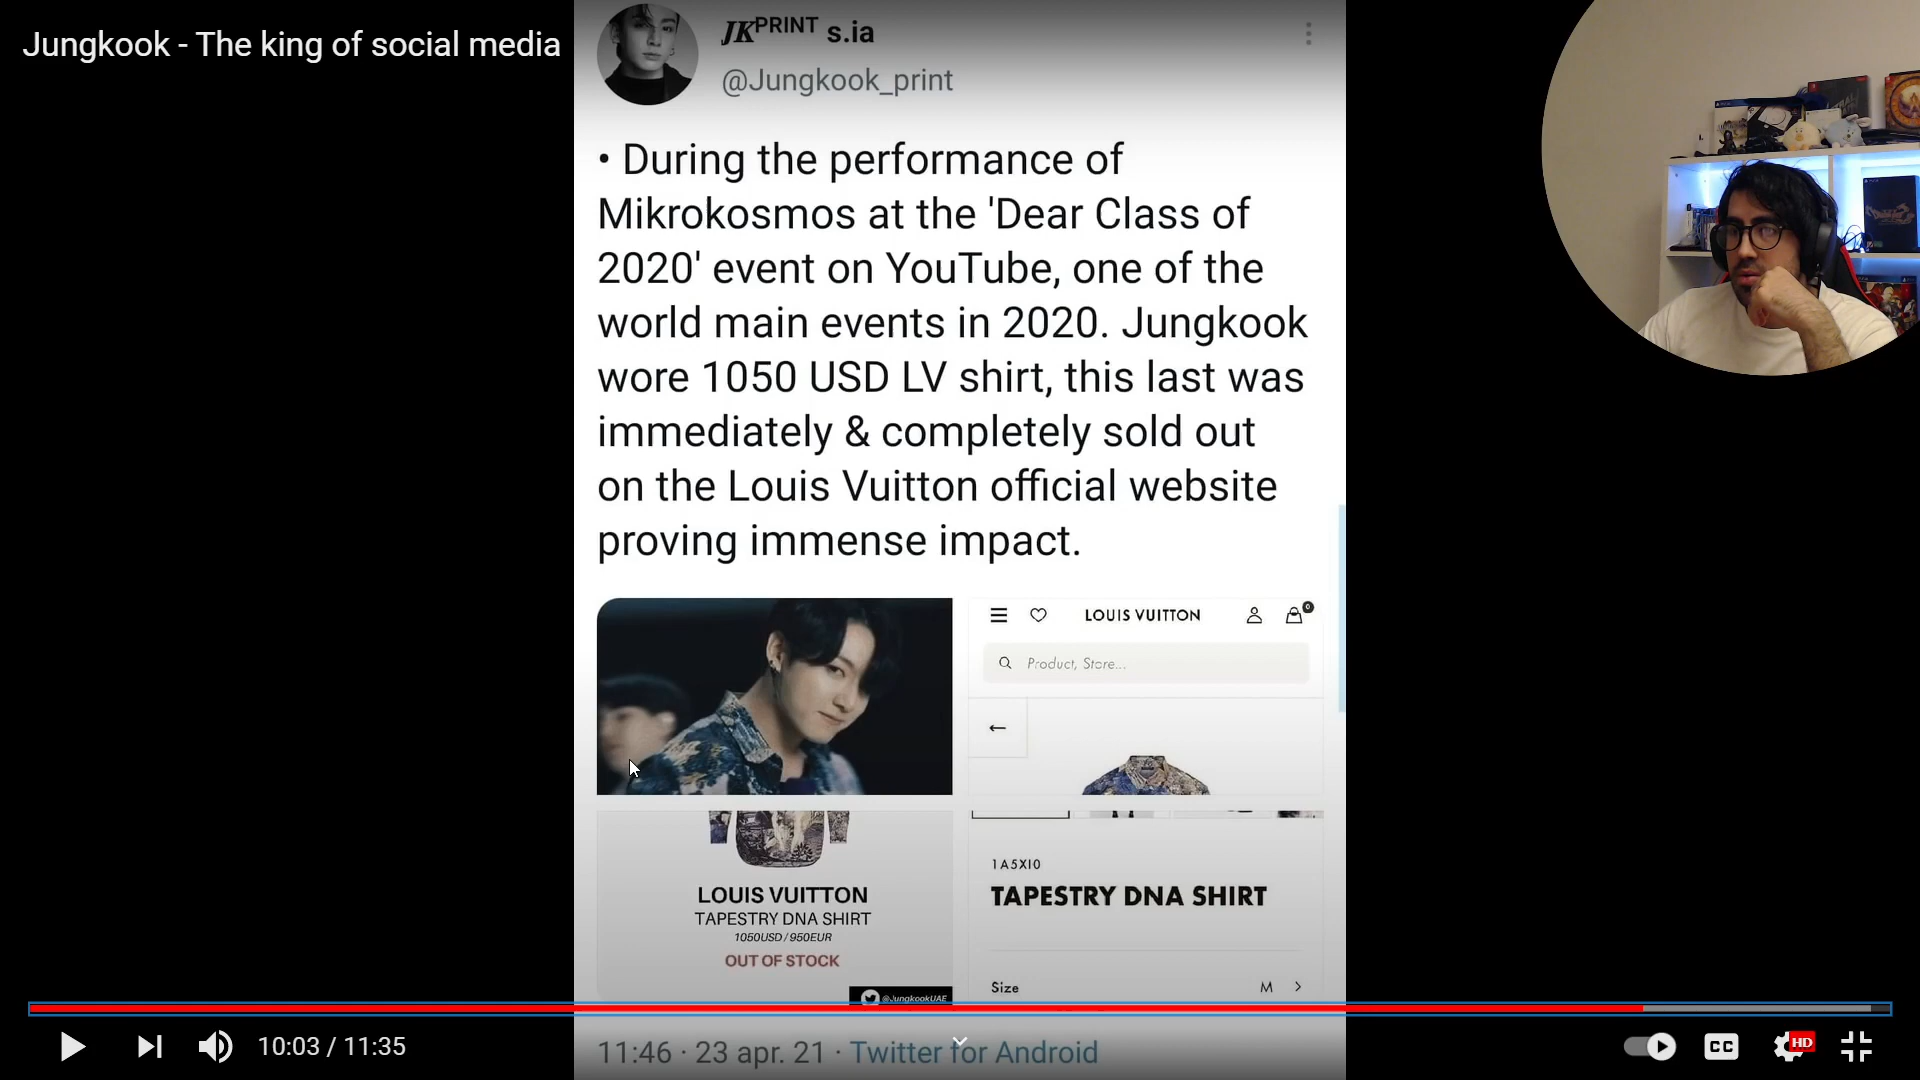 Jungkook - The king of social media
JKPRINT s.ia
@Jungkook_print
• During the performance of
Mikrokosmos at the 'Dear Class of
2020' event on YouTube, one of the
world main events in 2020. Jungkook
wore 1050 USD LV shirt, this last was
immediately & completely sold out
on the Louis Vuitton official website
proving immense impact.
LOUIS VUITTON
0
Product, Store...
LOUIS VUITTON
TAPESTRY DNA SHIRT
1050USD/950EUR
OUT OF STOCK
@JungkookUAE
1A5XI0
TAPESTRY DNA SHIRT
Size M
10:03 / 11:35
11:46 · 23 apr. 21 · Twitter for Android
CC
HD